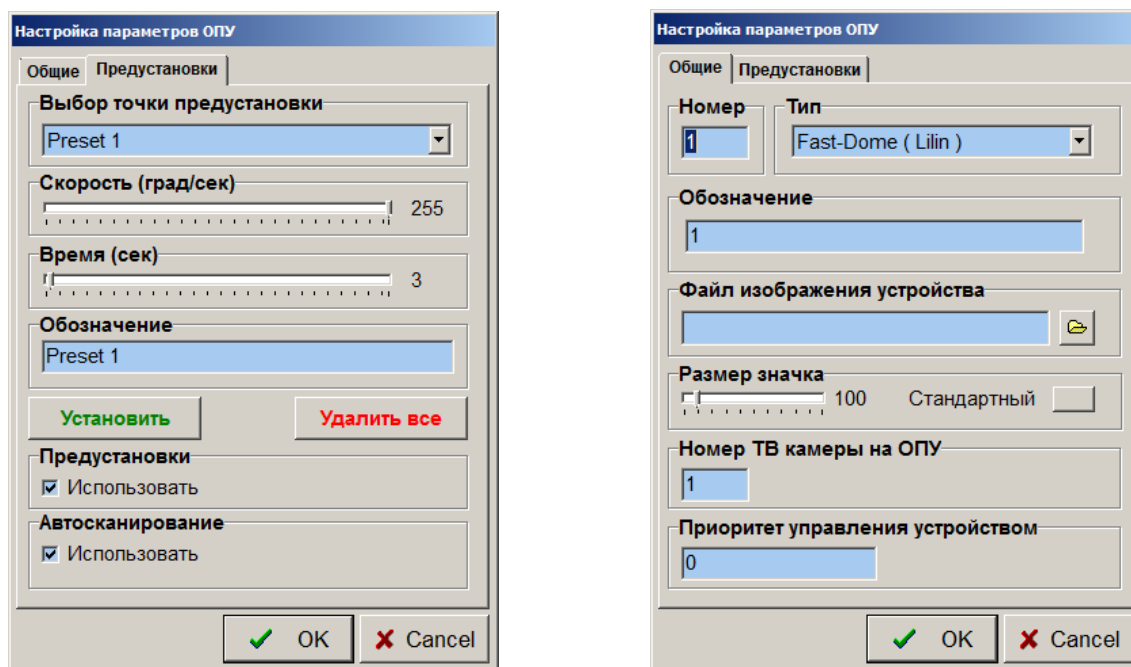 Настройка параметров ОПУ
Общие Предустановки
Выбор точки предустановки
Preset 1
Скорость (град/сек)
255
Время (сек)
3
Обозначение
Preset 1
Установить Удалить все
Предустановки
Использовать
Автосканирование
Использовать
OK Cancel
Настройка параметров ОПУ
Общие Предустановки
Номер Тип
1 Fast-Dome ( Lilin )
Обозначение
1
Файл изображения устройства
Размер значка
100 Стандартный
Номер ТВ камеры на ОПУ
1
Приоритет управления устройством
0
OK Cancel